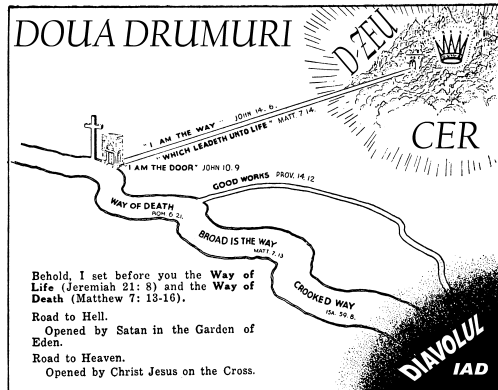 DOUA DRUMURI
D-ZEU
CER
"I AM THE WAY" JOHN 14. 6.
"WHICH LEADETH UNTO LIFE" MATT. 7. 14.
"I AM THE DOOR" JOHN 10. 9
GOOD WORKS PROV. 14. 12
WAY OF DEATH
ROM 6. 21.
BROAD IS THE WAY
MATT 7. 13
CROOKED WAY
ISA. 59. 8.
Behold, I set before you the Way of
Life (Jeremiah 21: 8) and the Way of
Death (Matthew 7: 13-16).
Road to Hell.
Opened by Satan in the Garden of
Eden.
Road to Heaven.
Opened by Christ Jesus on the Cross.
DIAVOLUL
IAD